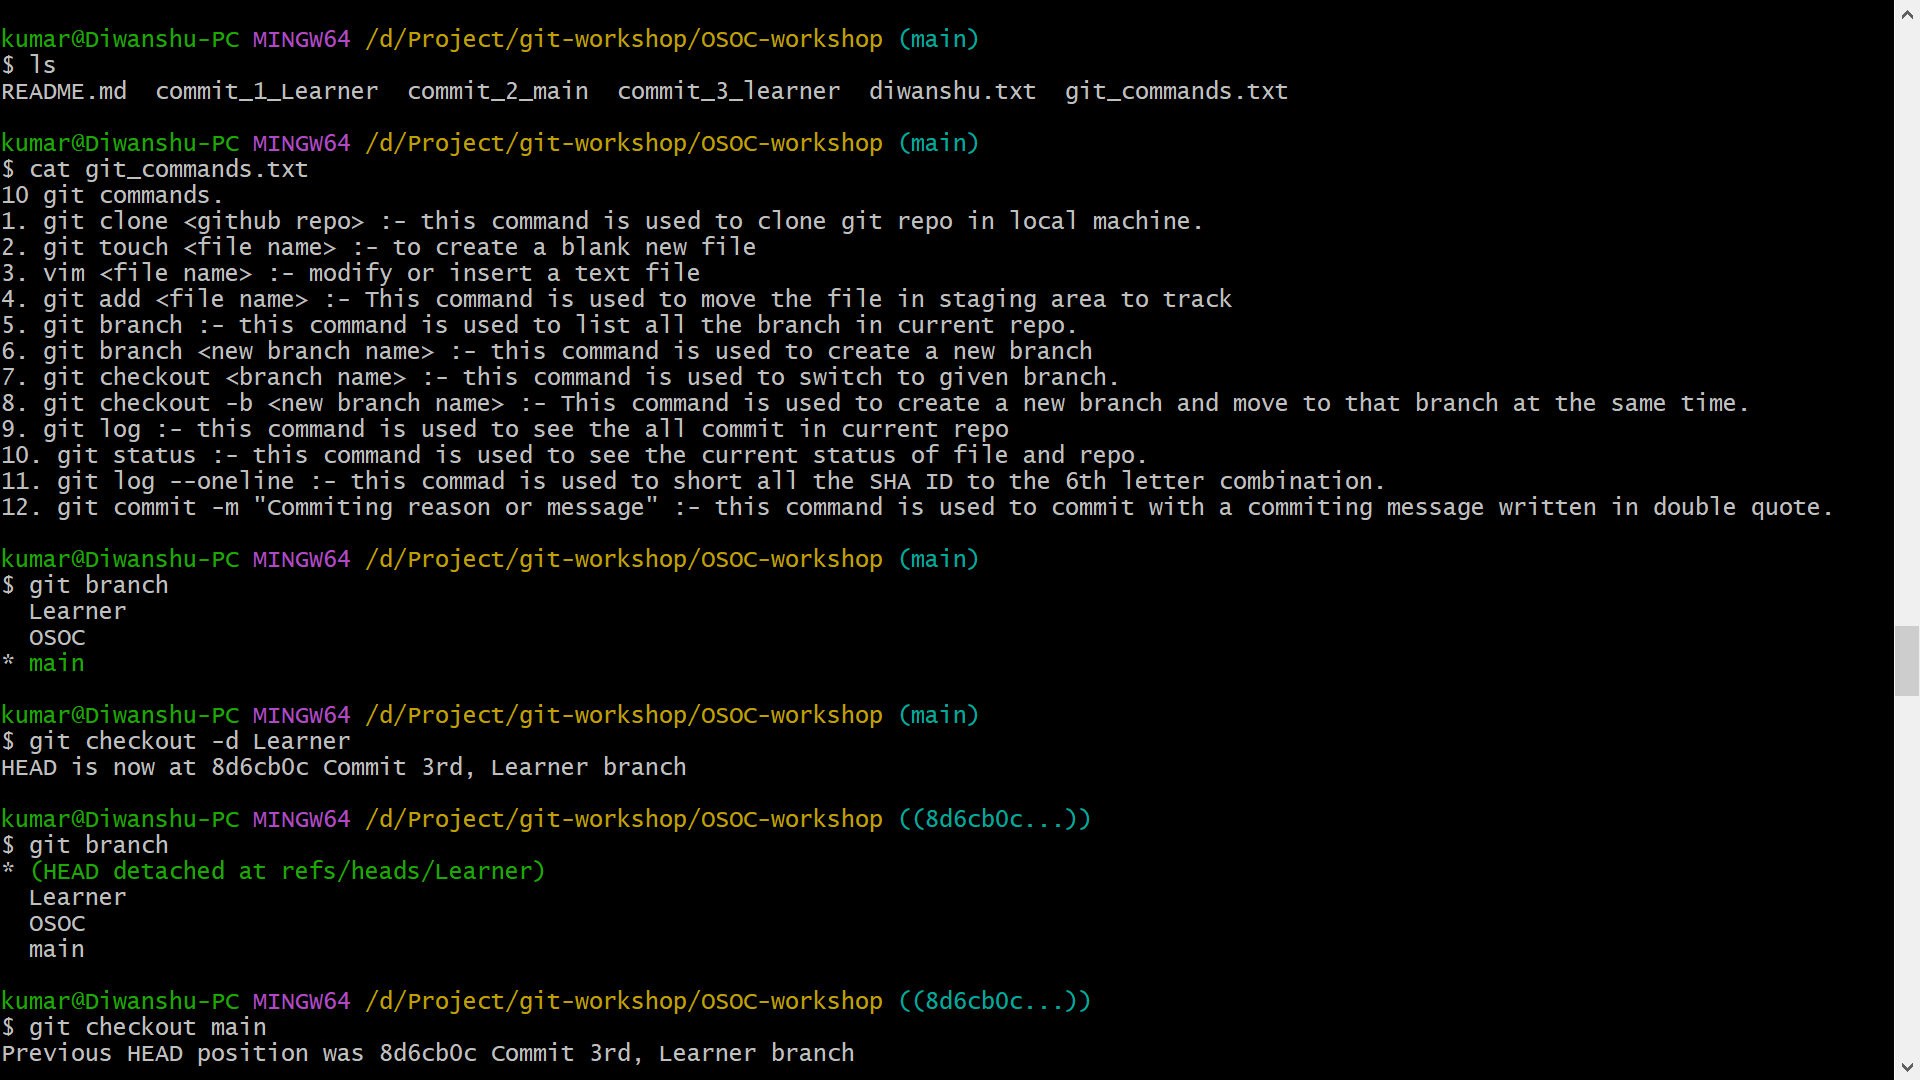 kumar@Diwanshu-PC MINGW64 /d/Project/git-workshop/OSOC-workshop (main)
$ ls
README.md  commit_1_Learner  commit_2_main  commit_3_learner  diwanshu.txt  git_commands.txt
kumar@Diwanshu-PC MINGW64 /d/Project/git-workshop/OSOC-workshop (main)
$ cat git_commands.txt
10 git commands.
1. git clone <github repo> :- this command is used to clone git repo in local machine.
2. git touch <file name> :- to create a blank new file
3. vim <file name> :- modify or insert a text file
4. git add <file name> :- This command is used to move the file in staging area to track
5. git branch :- this command is used to list all the branch in current repo.
6. git branch <new branch name> :- this command is used to create a new branch
7. git checkout <branch name> :- this command is used to switch to given branch.
8. git checkout -b <new branch name> :- This command is used to create a new branch and move to that branch at the same time.
9. git log :- this command is used to see the all commit in current repo
10. git status :- this command is used to see the current status of file and repo.
11. git log --oneline :- this commad is used to short all the SHA ID to the 6th letter combination.
12. git commit -m "Commiting reason or message" :- this command is used to commit with a commiting message written in double quote.
kumar@Diwanshu-PC MINGW64 /d/Project/git-workshop/OSOC-workshop (main)
$ git branch
  Learner
  OSOC
* main
kumar@Diwanshu-PC MINGW64 /d/Project/git-workshop/OSOC-workshop (main)
$ git checkout -d Learner
HEAD is now at 8d6cb0c Commit 3rd, Learner branch
kumar@Diwanshu-PC MINGW64 /d/Project/git-workshop/OSOC-workshop ((8d6cb0c...))
$ git branch
* (HEAD detached at refs/heads/Learner)
  Learner
  OSOC
  main
kumar@Diwanshu-PC MINGW64 /d/Project/git-workshop/OSOC-workshop ((8d6cb0c...))
$ git checkout main
Previous HEAD position was 8d6cb0c Commit 3rd, Learner branch